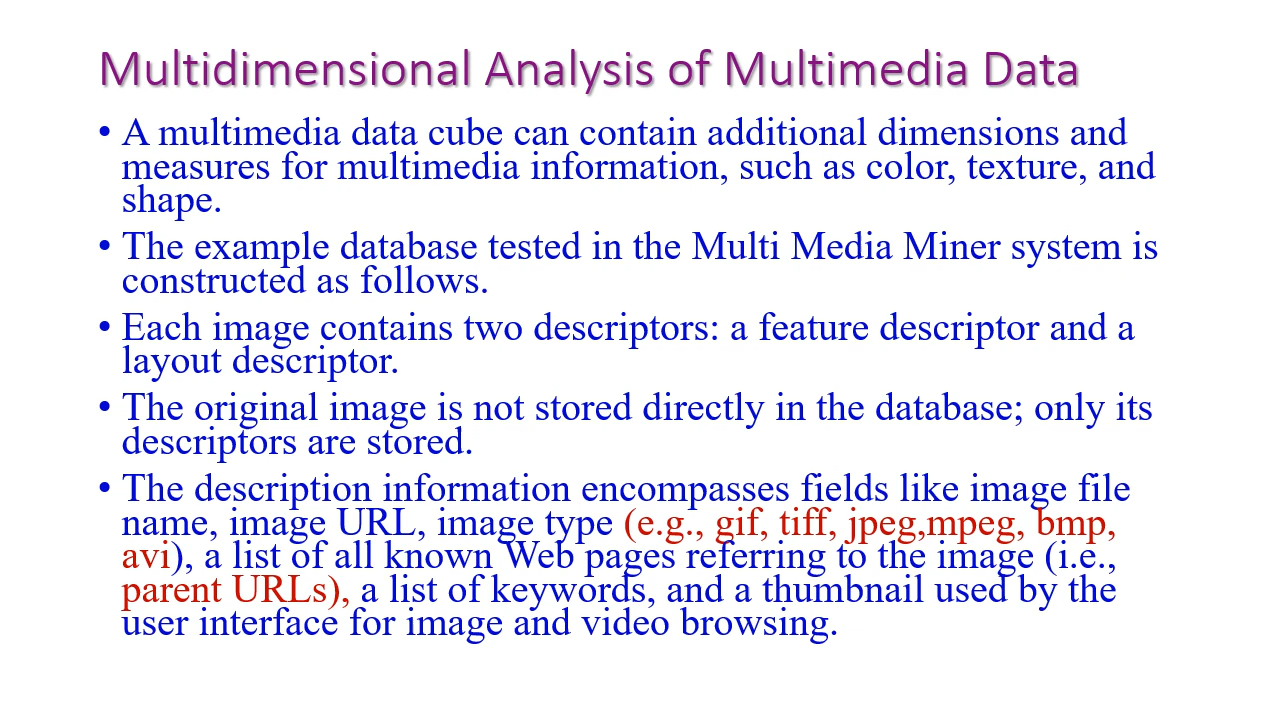 Multidimensional Analysis of Multimedia Data
• A multimedia data cube can contain additional dimensions and
measures for multimedia information, such as color, texture, and
shape.
• The example database tested in the Multi Media Miner system is
constructed as follows.
• Each image contains two descriptors: a feature descriptor and a
layout descriptor.
• The original image is not stored directly in the database; only its
descriptors are stored.
• The description information encompasses fields like image file
name, image URL, image type (e.g., gif, tiff, jpeg,mpeg, bmp,
avi), a list of all known Web pages referring to the image (i.e.,
parent URLs), a list of keywords, and a thumbnail used by the
user interface for image and video browsing.